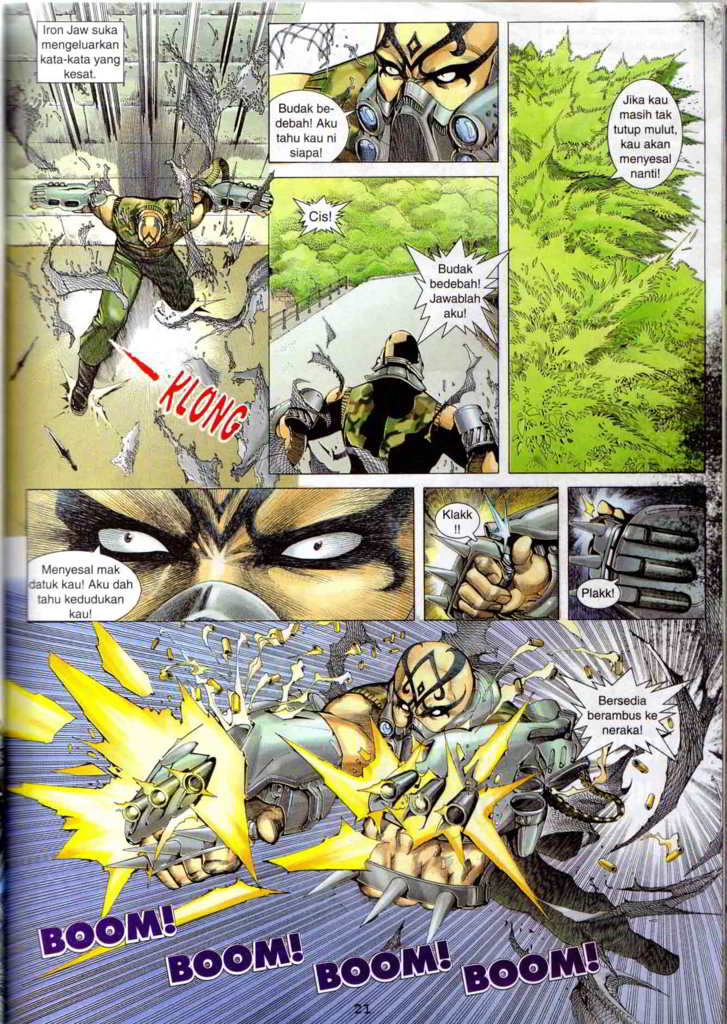 Iron Jaw suka
mengeluarkan
kata-kata yang
kesat.
KLONG
Budak be-
debah! Aku
tahu kau ni
siapa!
Cis!
Budak
bedebah!
Jawablah
aku!
Jika kau
masih tak
tutup mulut,
kau akan
menyesal
nanti!
Menyesal mak
datuk kau! Aku dah
tahu kedudukan
kau!
Klakk
!!
Plakk!
Bersedia
berambus ke
neraka!
BOOM!
BOOM!
BOOM!
BOOM!
21